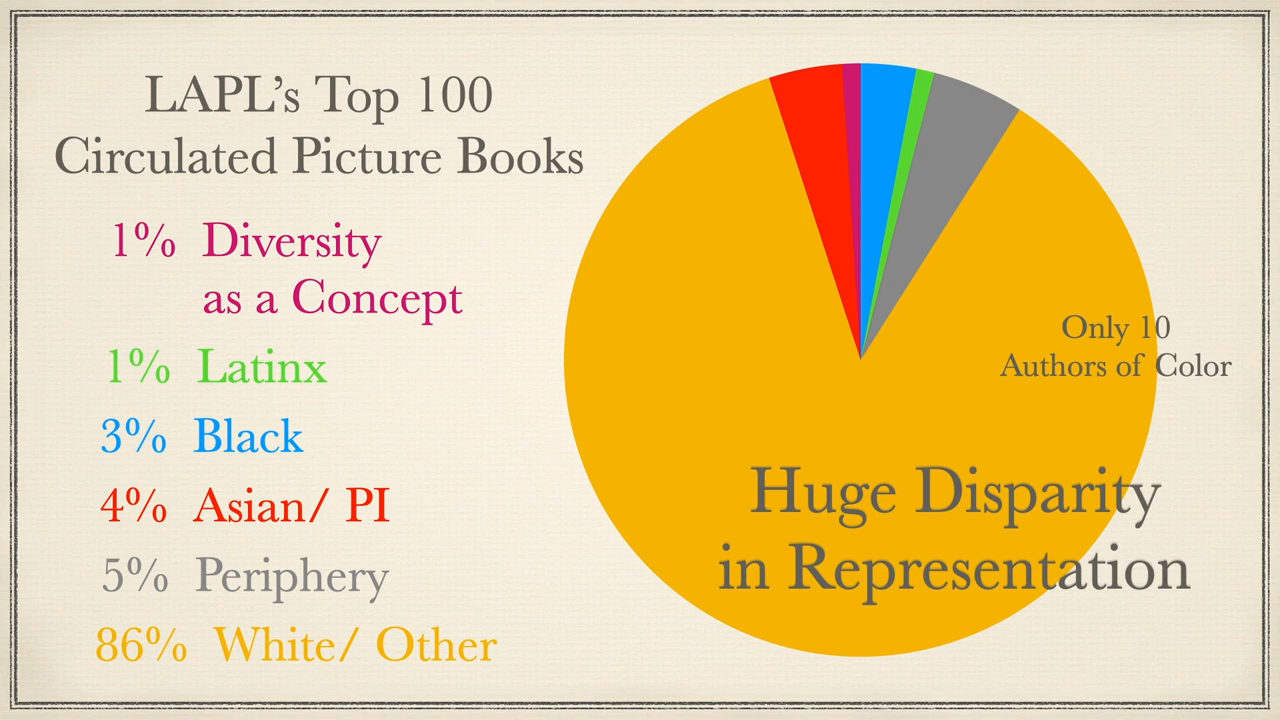 LAPL’s Top 100
Circulated Picture Books
1% Diversity
as a Concept
1% Latinx
3% Black
4% Asian/ PI
5% Periphery
86% White/ Other
Only 10
Authors of Color
Huge Disparity
in Representation